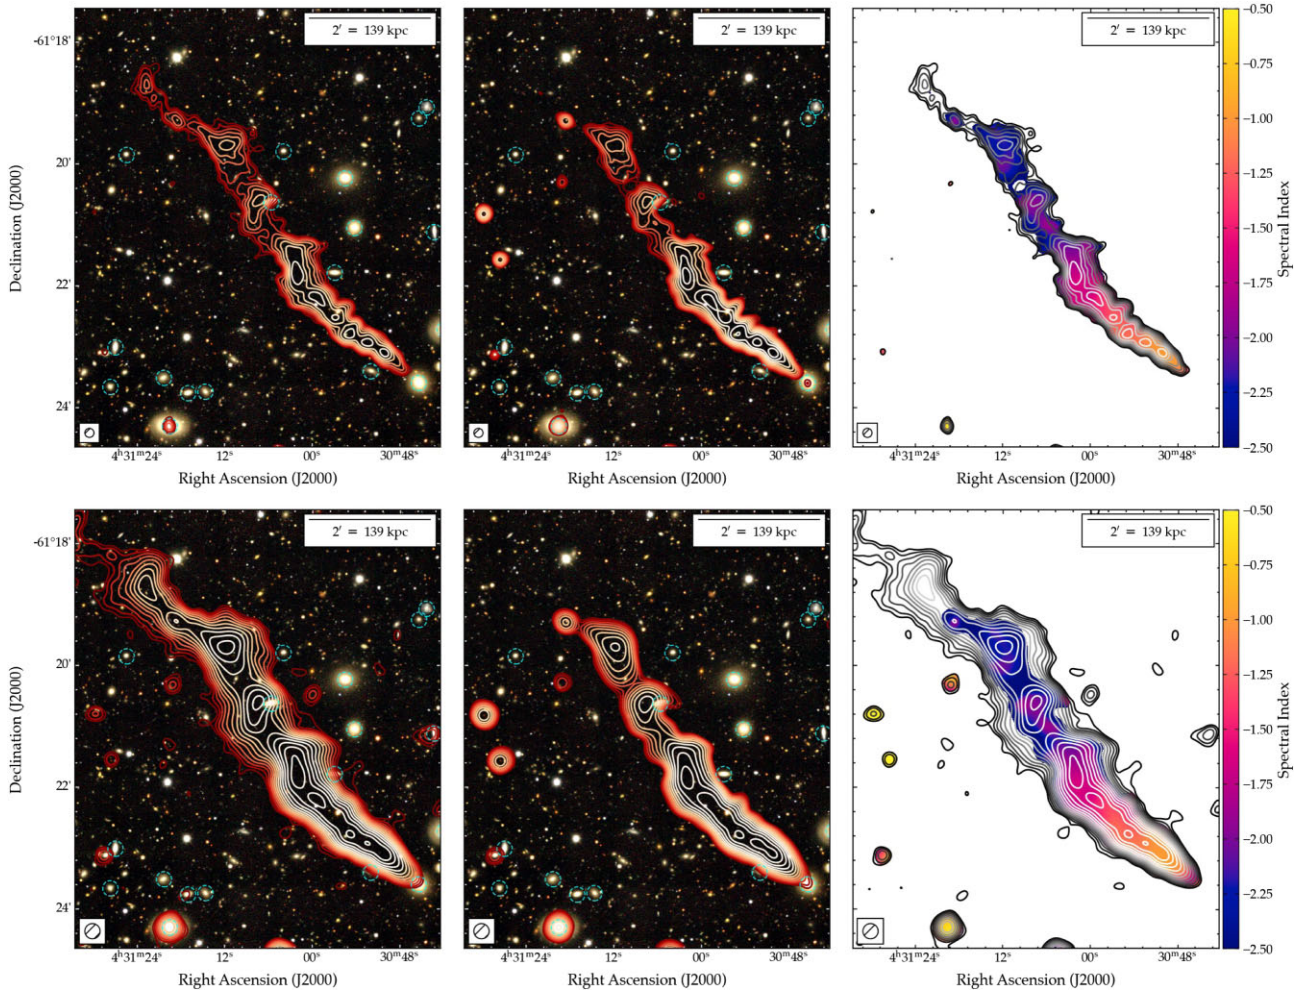 2′ = 139 kpc
2′ = 139 kpc
2′ = 139 kpc
-61°18′
20′
22′
24′
Declination (J2000)
4ʰ31ᵐ24ˢ
12ˢ
00ˢ
30ᵐ48ˢ
Right Ascension (J2000)
4ʰ31ᵐ24ˢ
12ˢ
00ˢ
30ᵐ48ˢ
Right Ascension (J2000)
4ʰ31ᵐ24ˢ
12ˢ
00ˢ
30ᵐ48ˢ
Right Ascension (J2000)
−0.50
−0.75
−1.00
−1.25
−1.50
−1.75
−2.00
−2.25
−2.50
Spectral Index
2′ = 139 kpc
2′ = 139 kpc
2′ = 139 kpc
-61°18′
20′
22′
24′
Declination (J2000)
4ʰ31ᵐ24ˢ
12ˢ
00ˢ
30ᵐ48ˢ
Right Ascension (J2000)
4ʰ31ᵐ24ˢ
12ˢ
00ˢ
30ᵐ48ˢ
Right Ascension (J2000)
4ʰ31ᵐ24ˢ
12ˢ
00ˢ
30ᵐ48ˢ
Right Ascension (J2000)
−0.50
−0.75
−1.00
−1.25
−1.50
−1.75
−2.00
−2.25
−2.50
Spectral Index